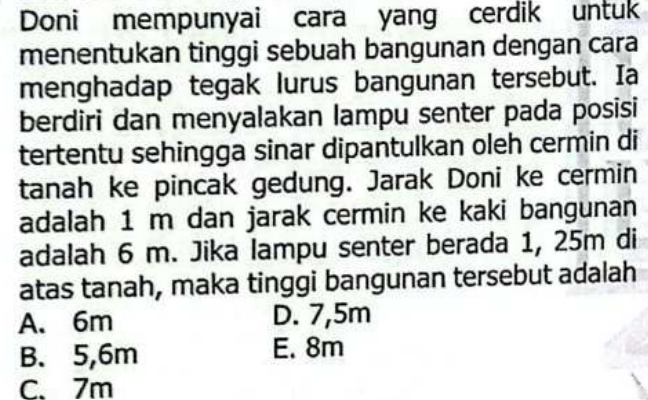 Doni mempunyai cara yang cerdik untuk
menentukan tinggi sebuah bangunan dengan cara
menghadap tegak lurus bangunan tersebut. Ia
berdiri dan menyalakan lampu senter pada posisi
tertentu sehingga sinar dipantulkan oleh cermin di
tanah ke pincak gedung. Jarak Doni ke cermin
adalah 1 m dan jarak cermin ke kaki bangunan
adalah 6 m. Jika lampu senter berada 1, 25m di
atas tanah, maka tinggi bangunan tersebut adalah
A. 6m D. 7,5m
B. 5,6m E. 8m
C. 7m